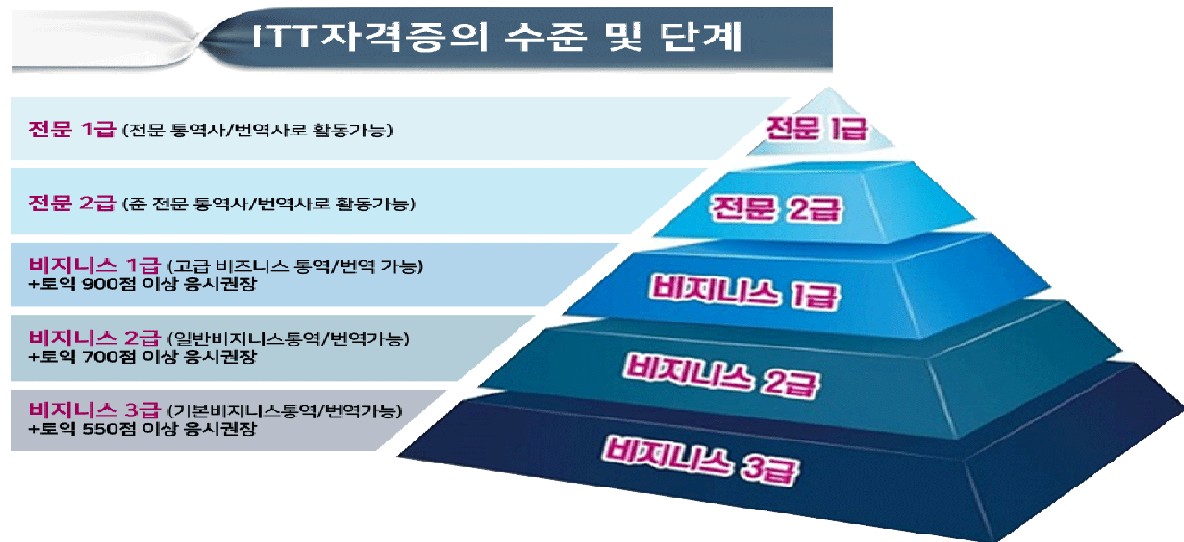 ITT자격증의 수준 및 단계
전문 1급 (전문 통역사/번역사로 활동가능)
전문 2급 (준 전문 통역사/번역사로 활동가능)
비지니스 1급 (고급 비즈니스 통역/번역 가능)
+토익 900점 이상 응시권장
비지니스 2급 (일반비지니스통역/번역가능)
+토익 700점 이상 응시권장
비지니스 3급 (기본비지니스통역/번역가능)
+토익 550점 이상 응시권장
전문 1급
전문 2급
비지니스 1급
비지니스 2급
비지니스 3급